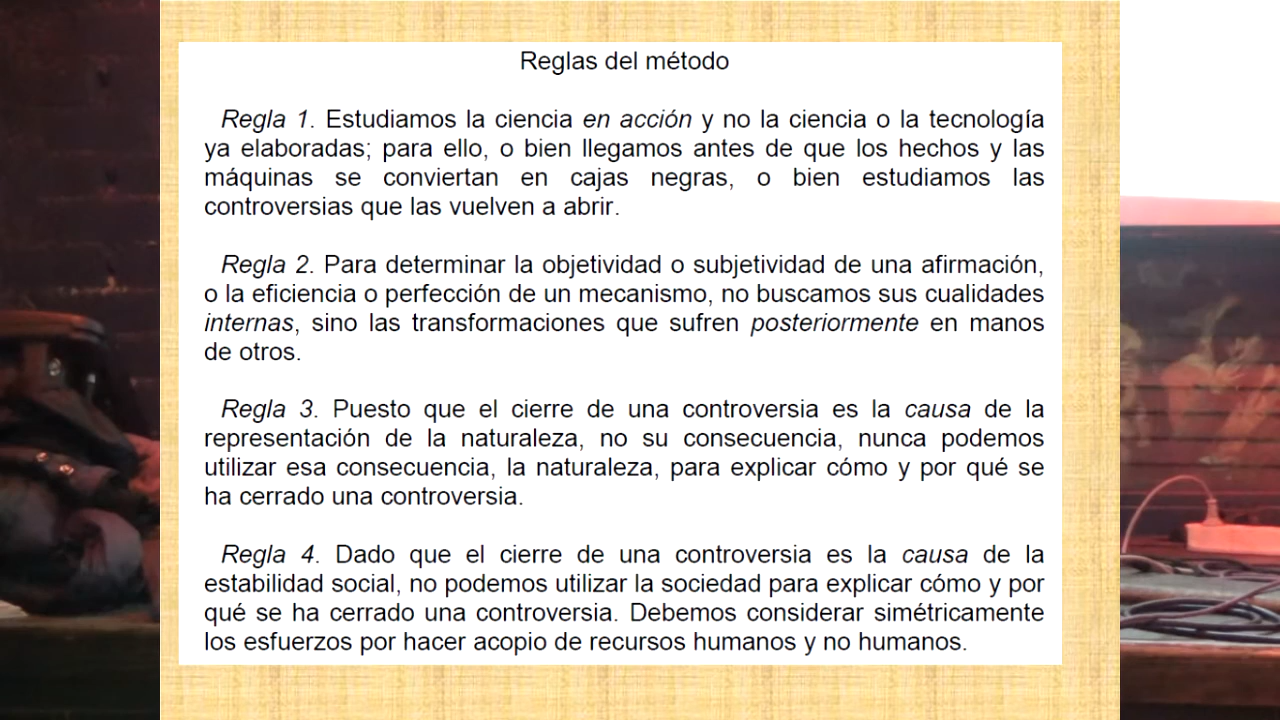 Reglas del método
Regla 1. Estudiamos la ciencia en acción y no la ciencia o la tecnología
ya elaboradas; para ello, o bien llegamos antes de que los hechos y las
máquinas se conviertan en cajas negras, o bien estudiamos las
controversias que las vuelven a abrir.
Regla 2. Para determinar la objetividad o subjetividad de una afirmación,
o la eficiencia o perfección de un mecanismo, no buscamos sus cualidades
internas, sino las transformaciones que sufren posteriormente en manos
de otros.
Regla 3. Puesto que el cierre de una controversia es la causa de la
representación de la naturaleza, no su consecuencia, nunca podemos
utilizar esa consecuencia, la naturaleza, para explicar cómo y por qué se
ha cerrado una controversia.
Regla 4. Dado que el cierre de una controversia es la causa de la
estabilidad social, no podemos utilizar la sociedad para explicar cómo y por
qué se ha cerrado una controversia. Debemos considerar simétricamente
los esfuerzos por hacer acopio de recursos humanos y no humanos.